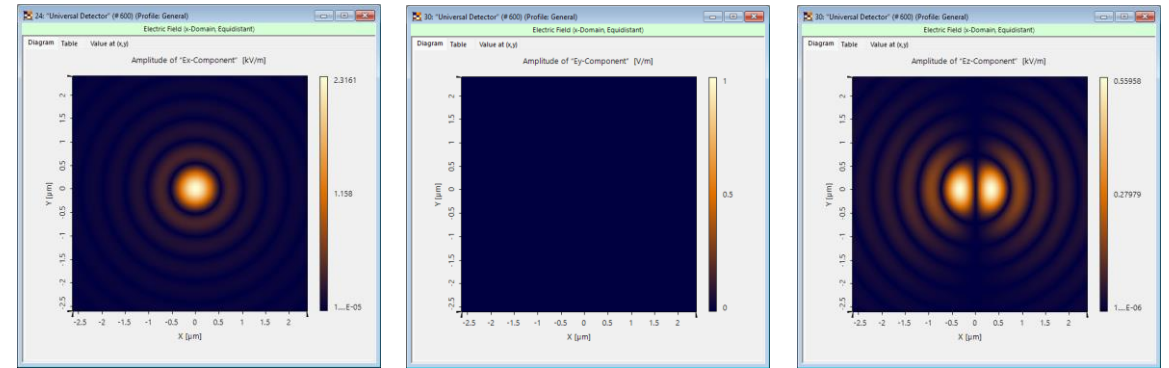 24: "Universal Detector" (# 600) (Profile: General)
Electric Field (x-Domain, Equidistant)
Diagram Table Value at (x,y)
Amplitude of "Ex-Component" [kV/m]
2.3161
1.158
1....E-05
Y [µm]
2
1.5
1
0.5
0
-0.5
-1
-1.5
-2
-2.5
-2.5 -2 -1.5 -1 -0.5 0 0.5 1 1.5 2
X [µm]
30: "Universal Detector" (# 600) (Profile: General)
Electric Field (x-Domain, Equidistant)
Diagram Table Value at (x,y)
Amplitude of "Ey-Component" [V/m]
1
0.5
0
Y [µm]
2
1.5
1
0.5
0
-0.5
-1
-1.5
-2
-2.5
-2.5 -2 -1.5 -1 -0.5 0 0.5 1 1.5 2
X [µm]
30: "Universal Detector" (# 600) (Profile: General)
Electric Field (x-Domain, Equidistant)
Diagram Table Value at (x,y)
Amplitude of "Ez-Component" [kV/m]
0.55958
0.27979
1....E-06
Y [µm]
2
1.5
1
0.5
0
-0.5
-1
-1.5
-2
-2.5
-2.5 -2 -1.5 -1 -0.5 0 0.5 1 1.5 2
X [µm]